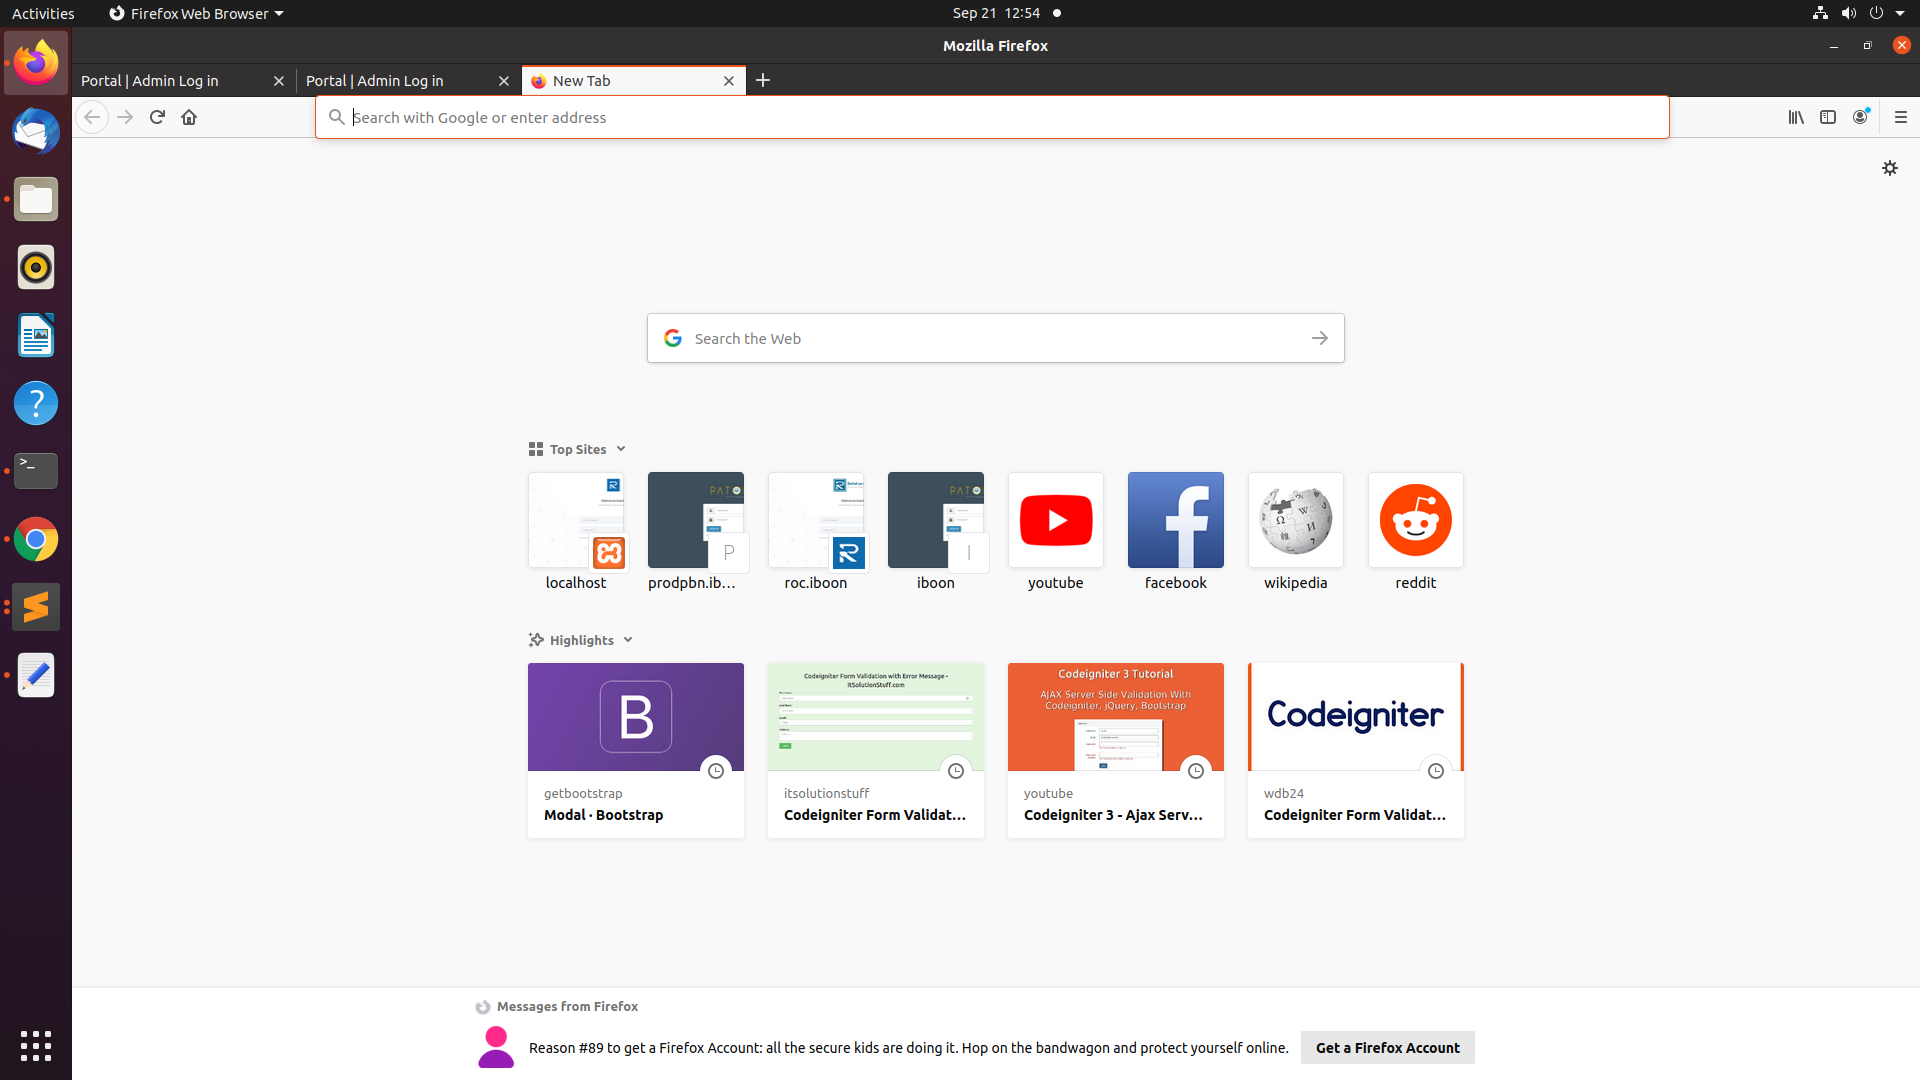 Activities
Firefox Web Browser
Sep 21 12:54
Mozilla Firefox
Portal | Admin Log in
Portal | Admin Log in
New Tab
Search with Google or enter address
Search the Web
Top Sites
PAT
PAT
P
I
localhost
prodpbn.ib...
roc.iboon
iboon
youtube
facebook
wikipedia
reddit
Highlights
B
Codeigniter Form Validation with Error Message -
ItSolutionStuff.com
Codeigniter 3 Tutorial
AJAX Server Side Validation With
Codeigniter, jQuery, Bootstrap
Codeigniter
getbootstrap
Modal · Bootstrap
itsolutionstuff
Codeigniter Form Validat...
youtube
Codeigniter 3 - Ajax Serv...
wdb24
Codeigniter Form Validat...
Messages from Firefox
Reason #89 to get a Firefox Account: all the secure kids are doing it. Hop on the bandwagon and protect yourself online.
Get a Firefox Account